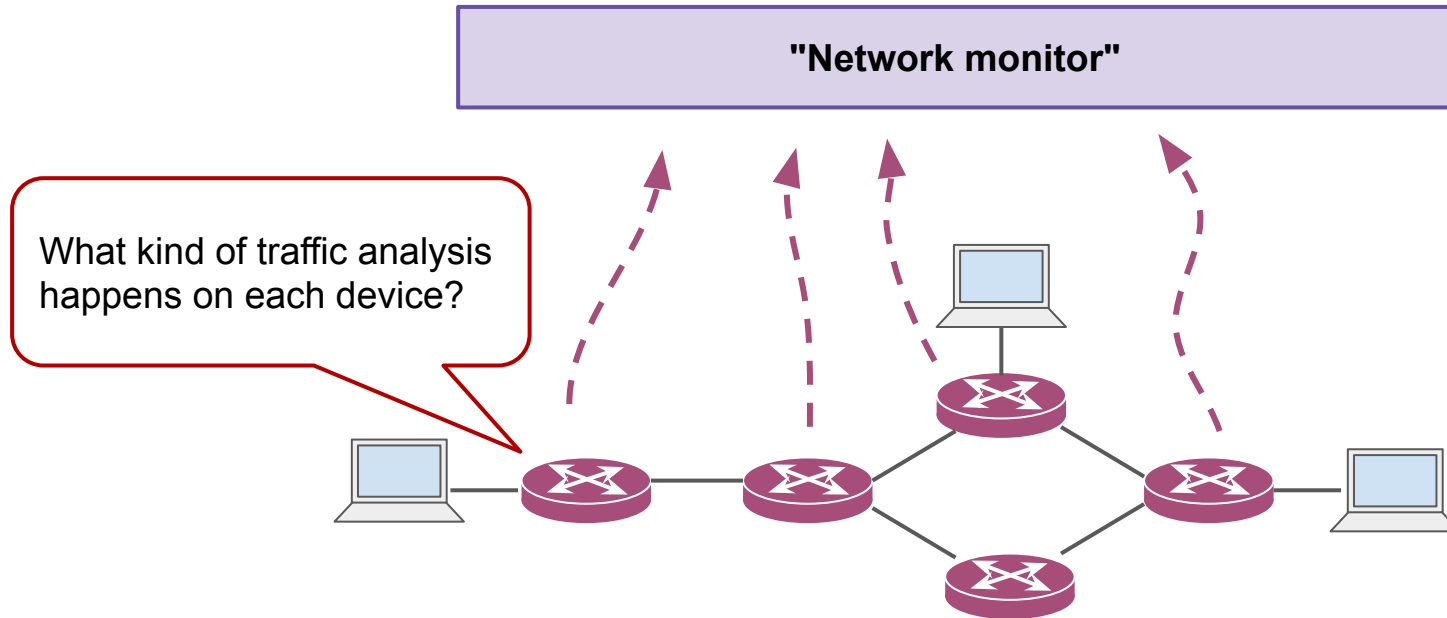 "Network monitor"
What kind of traffic analysis
happens on each device?